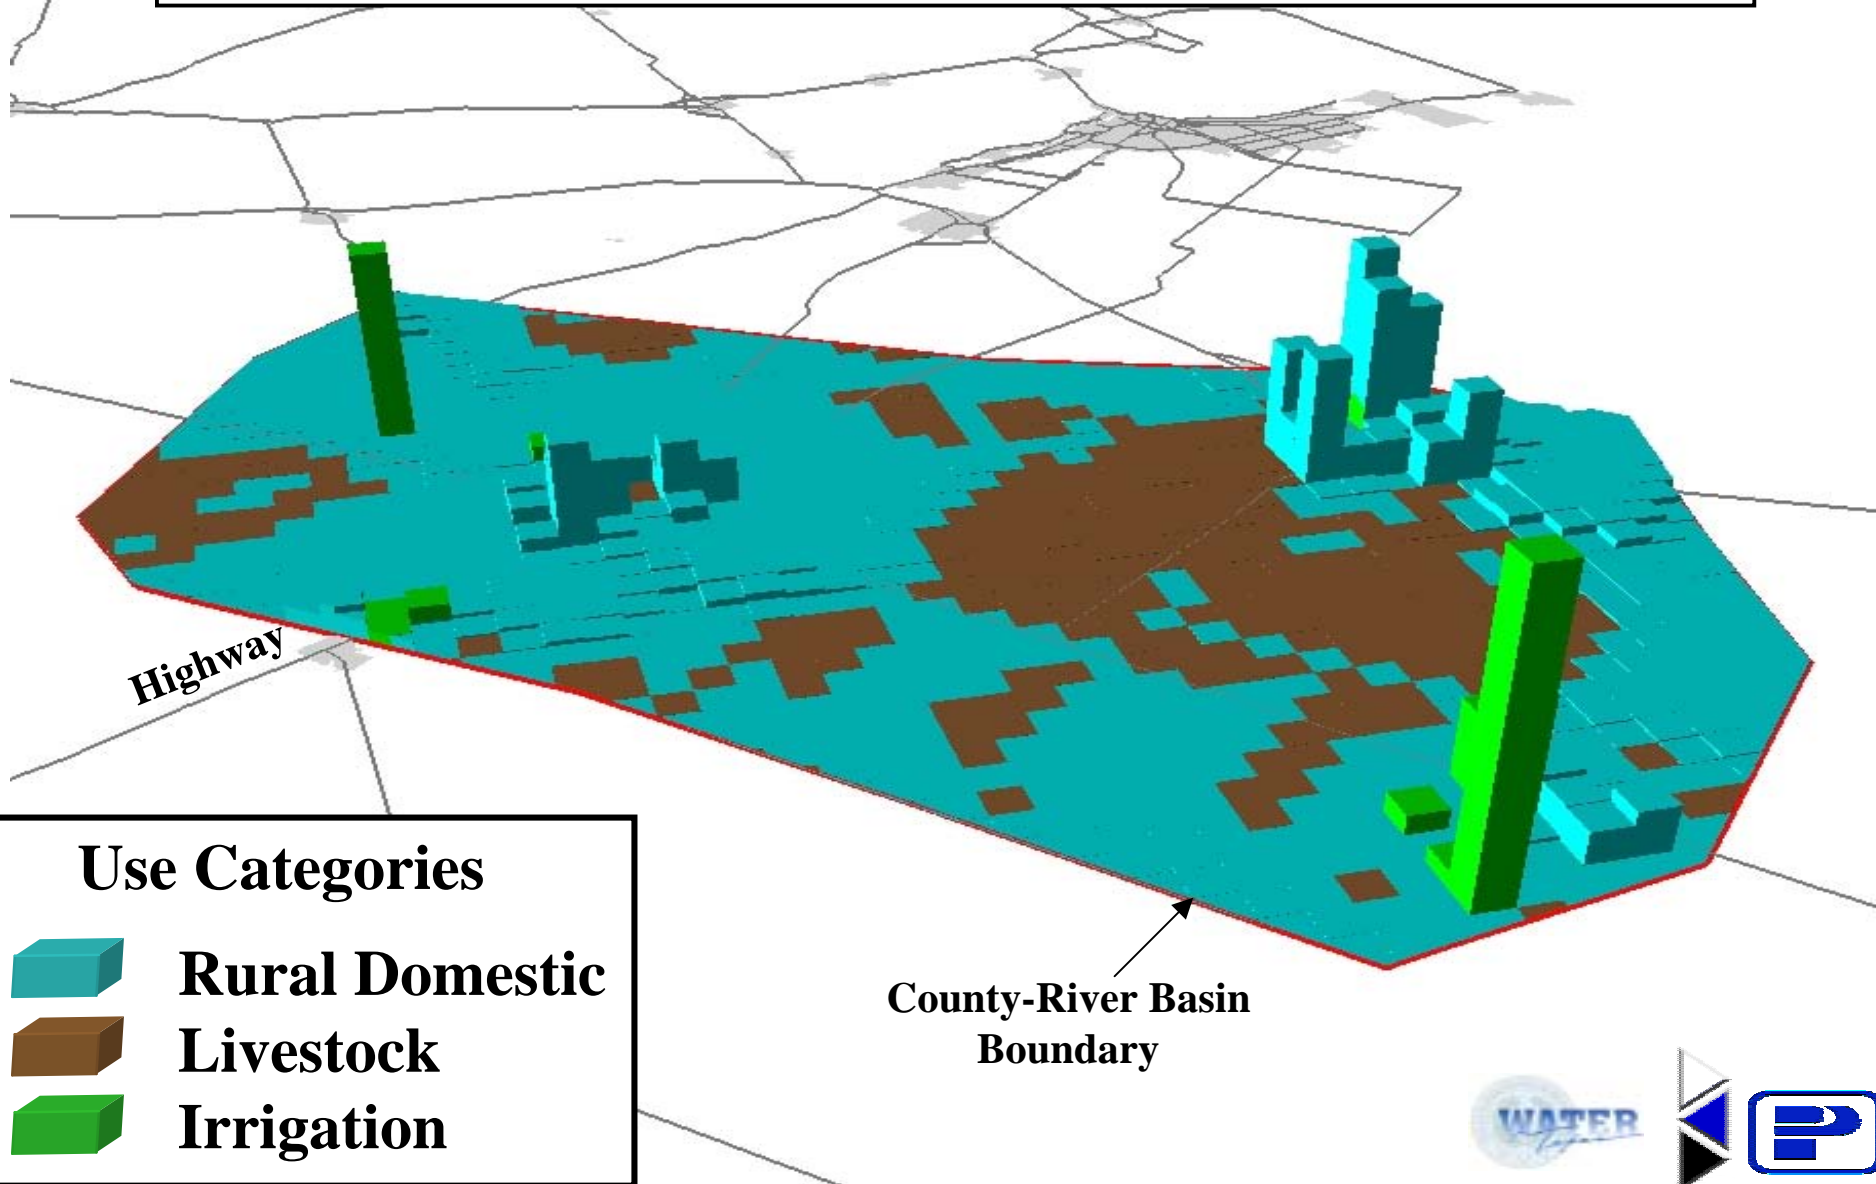 Highway
Use Categories
Rural Domestic
Livestock
Irrigation
County-River Basin
Boundary
WATER